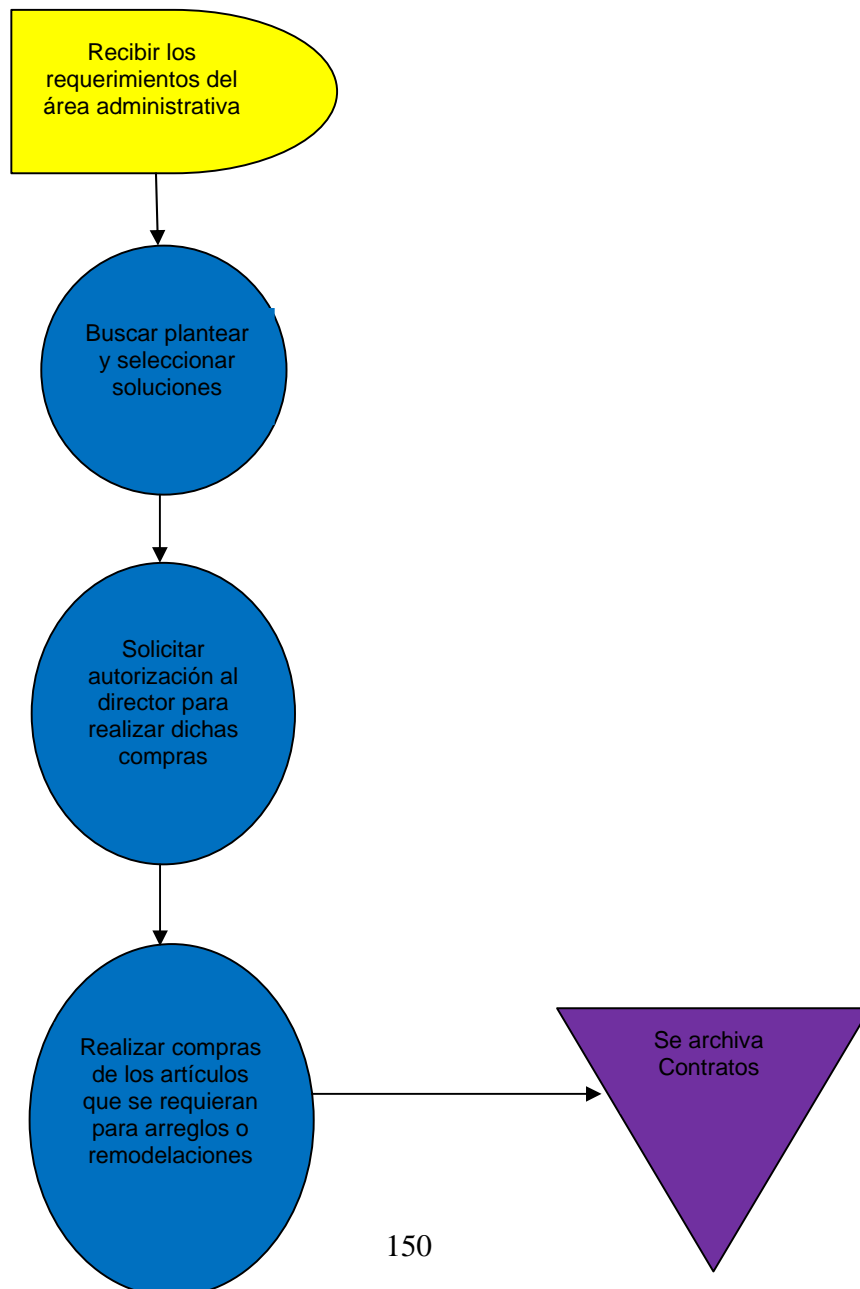 Recibir los
requerimientos del
área administrativa
Buscar plantear
y seleccionar
soluciones
Solicitar
autorización al
director para
realizar dichas
compras
Realizar compras
de los artículos
que se requieran
para arreglos o
remodelaciones
Se archiva
Contratos
150